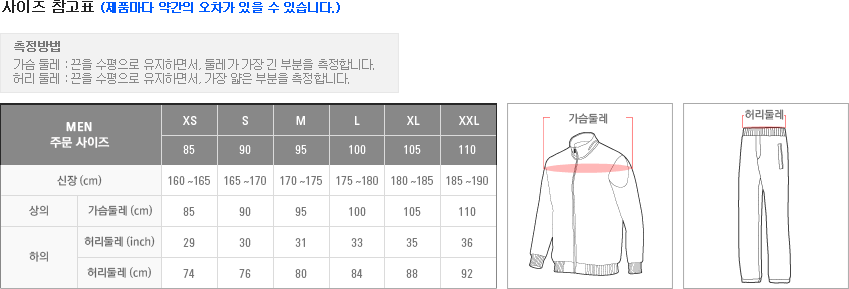 사이즈 참고표 (제품마다 약간의 오차가 있을 수 있습니다.)
측정방법
가슴 둘레 : 끈을 수평으로 유지하면서, 둘레가 가장 긴 부분을 측정합니다.
허리 둘레 : 끈을 수평으로 유지하면서, 가장 얇은 부분을 측정합니다.
MEN
주문 사이즈
XS S M L XL XXL
85 90 95 100 105 110
신장 (cm) 160 ~165 165 ~170 170 ~175 175 ~180 180 ~185 185 ~190
상의 가슴둘레 (cm) 85 90 95 100 105 110
하의
허리둘레 (inch) 29 30 31 33 35 36
허리둘레 (cm) 74 76 80 84 88 92
가슴둘레
허리둘레